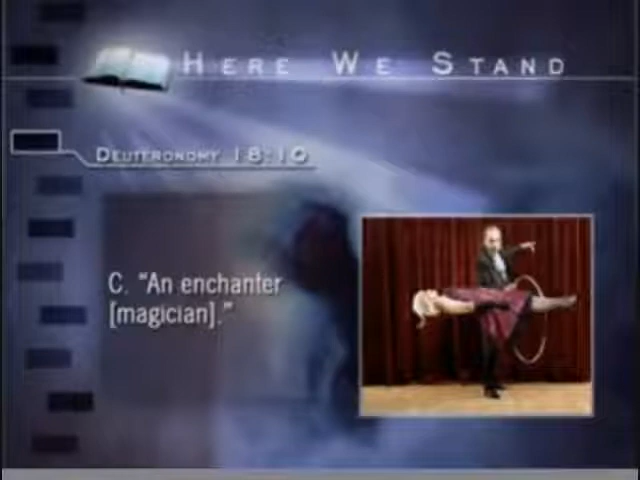 HERE WE STAND
DEUTERONOMY 18:10
C. “An enchanter
[magician].”